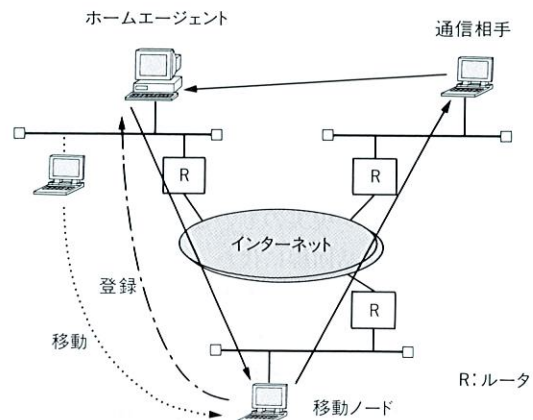 ホームエージェント
通信相手
R
R
インターネット
登録
R
移動
R:ルータ
移動ノード